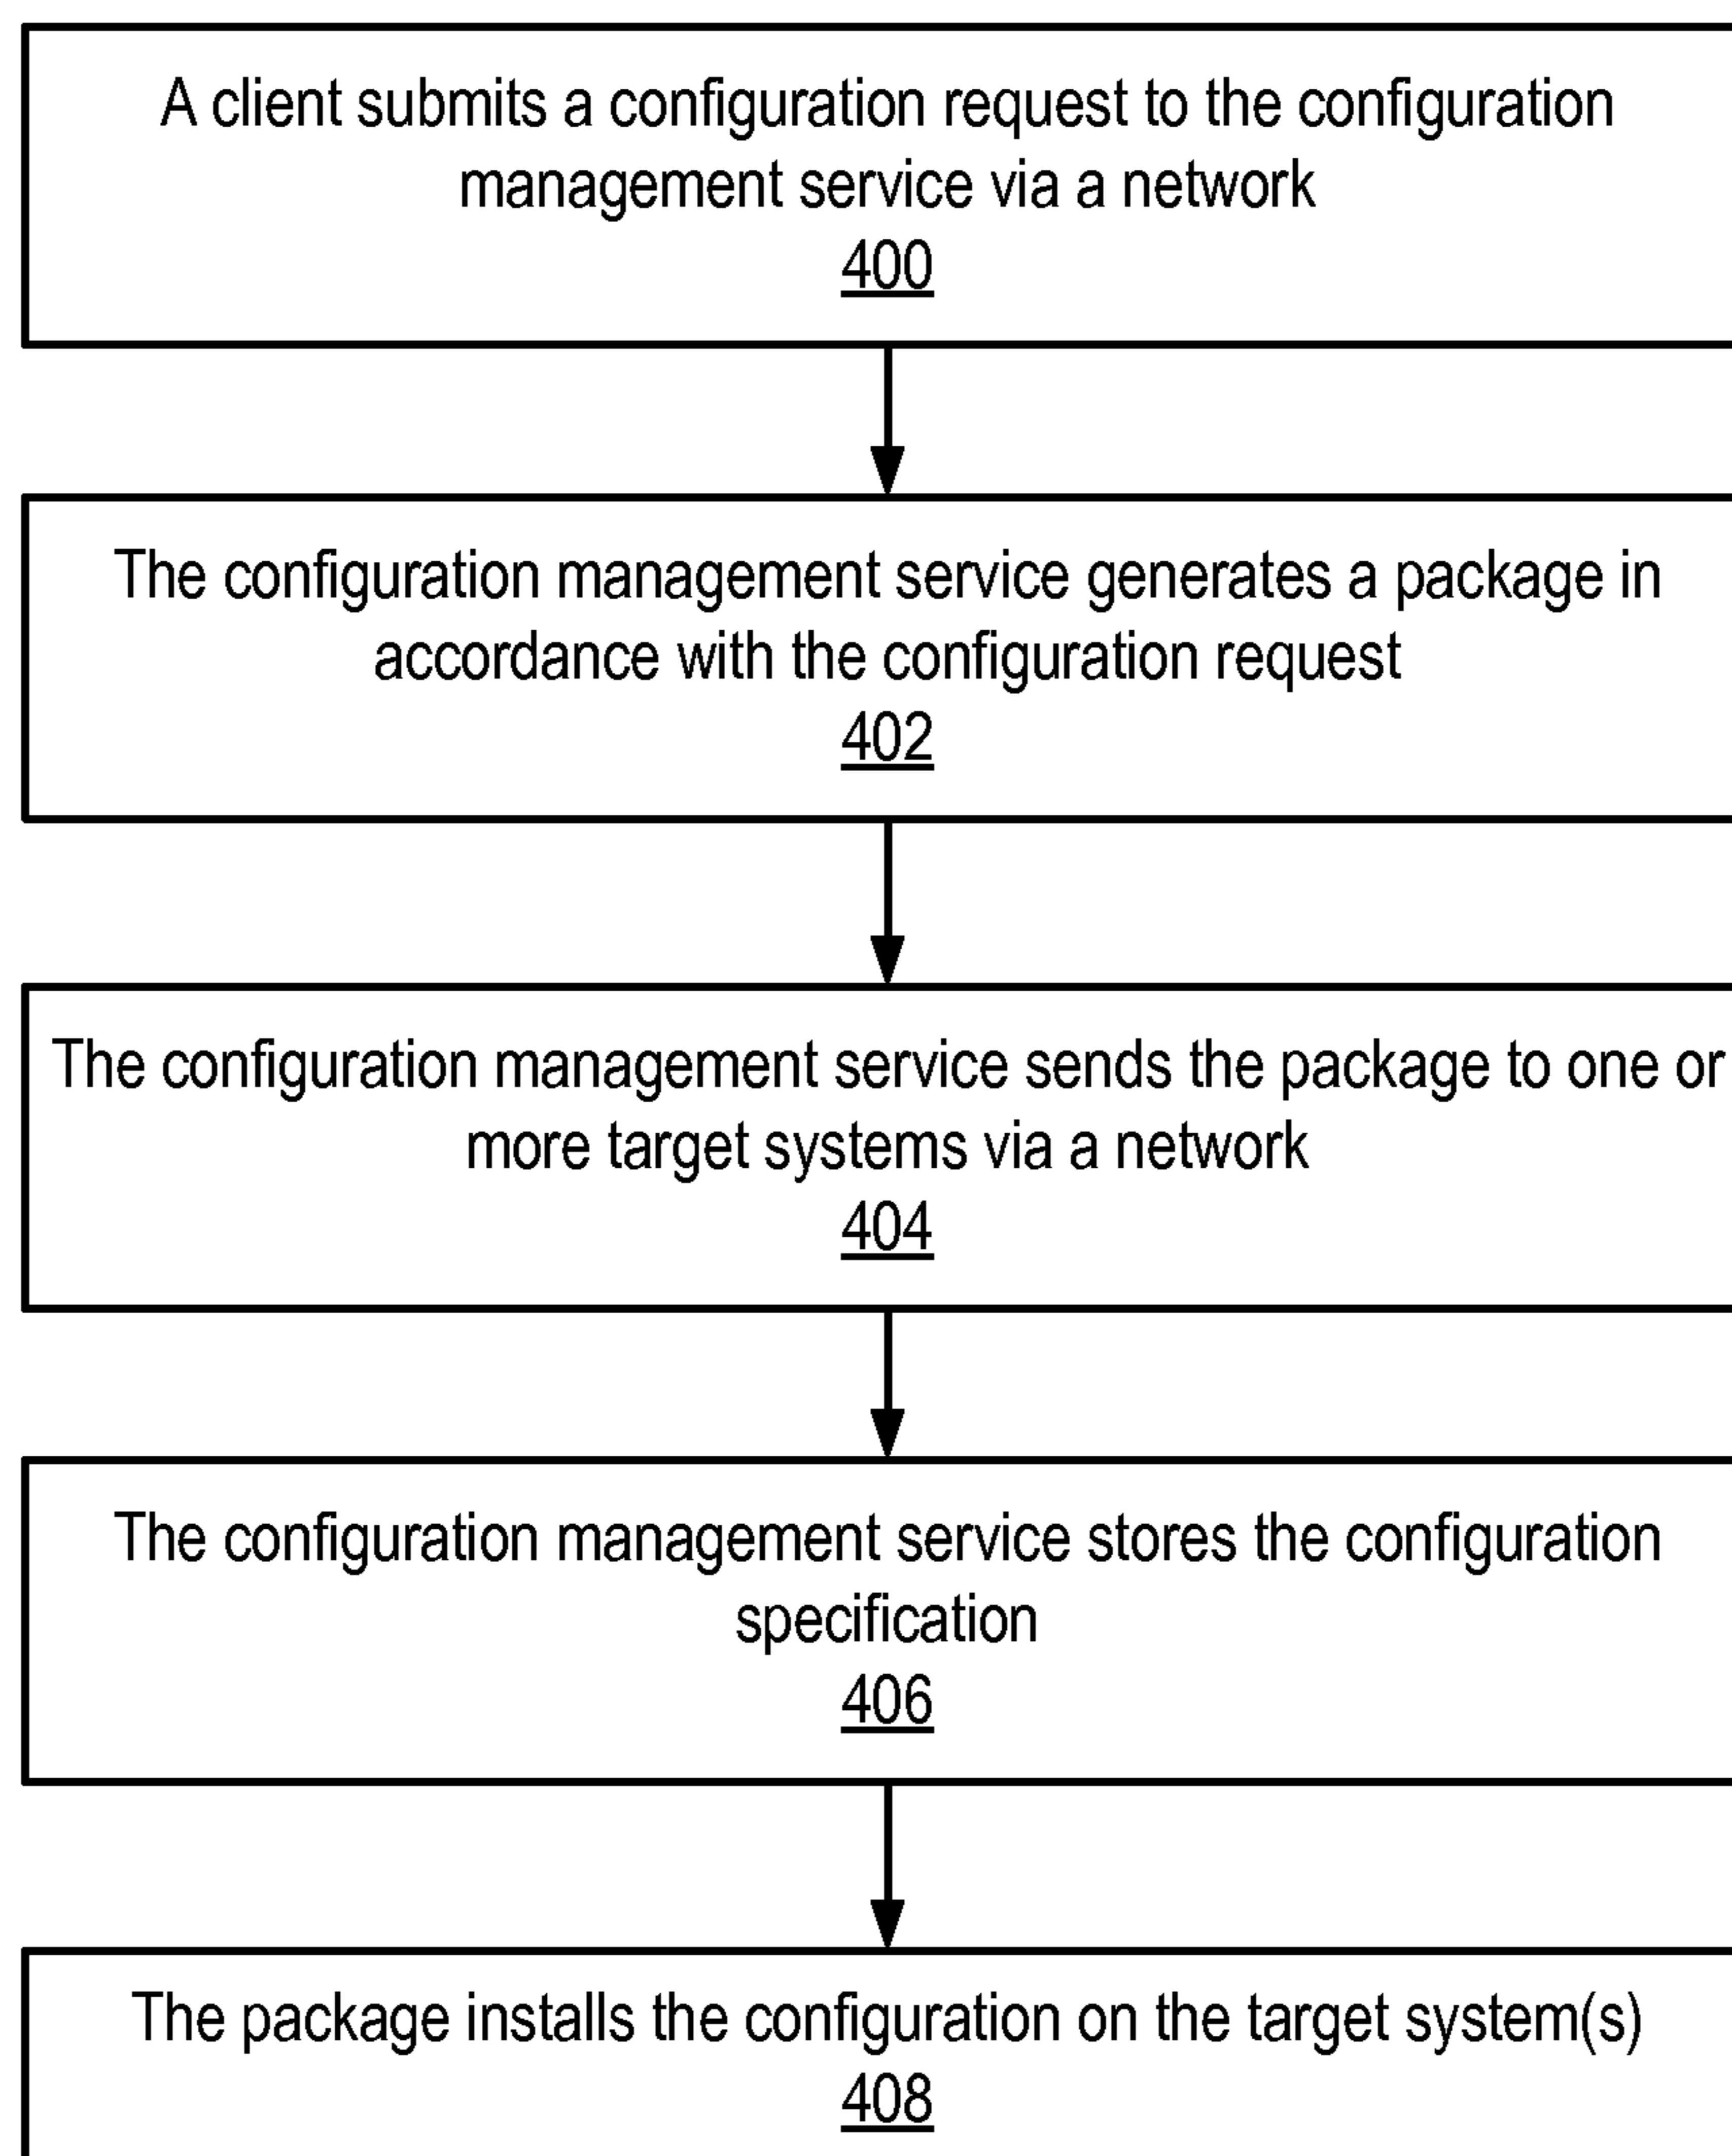 A client submits a configuration request to the configuration
management service via a network
400
The configuration management service generates a package in
accordance with the configuration request
402
The configuration management service sends the package to one or
more target systems via a network
404
The configuration management service stores the configuration
specification
406
The package installs the configuration on the target system(s)
408